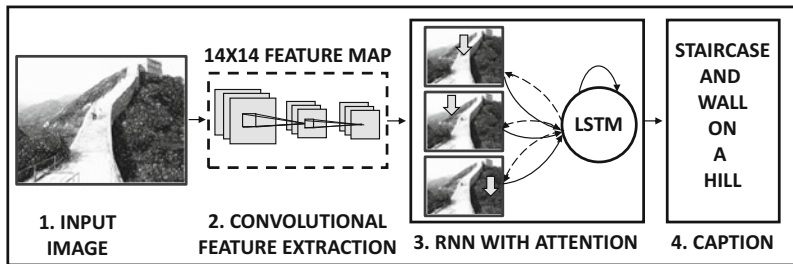 14X14 FEATURE MAP
1. INPUT
IMAGE
2. CONVOLUTIONAL
FEATURE EXTRACTION
LSTM
3. RNN WITH ATTENTION
STAIRCASE
AND
WALL
ON
A
HILL
4. CAPTION